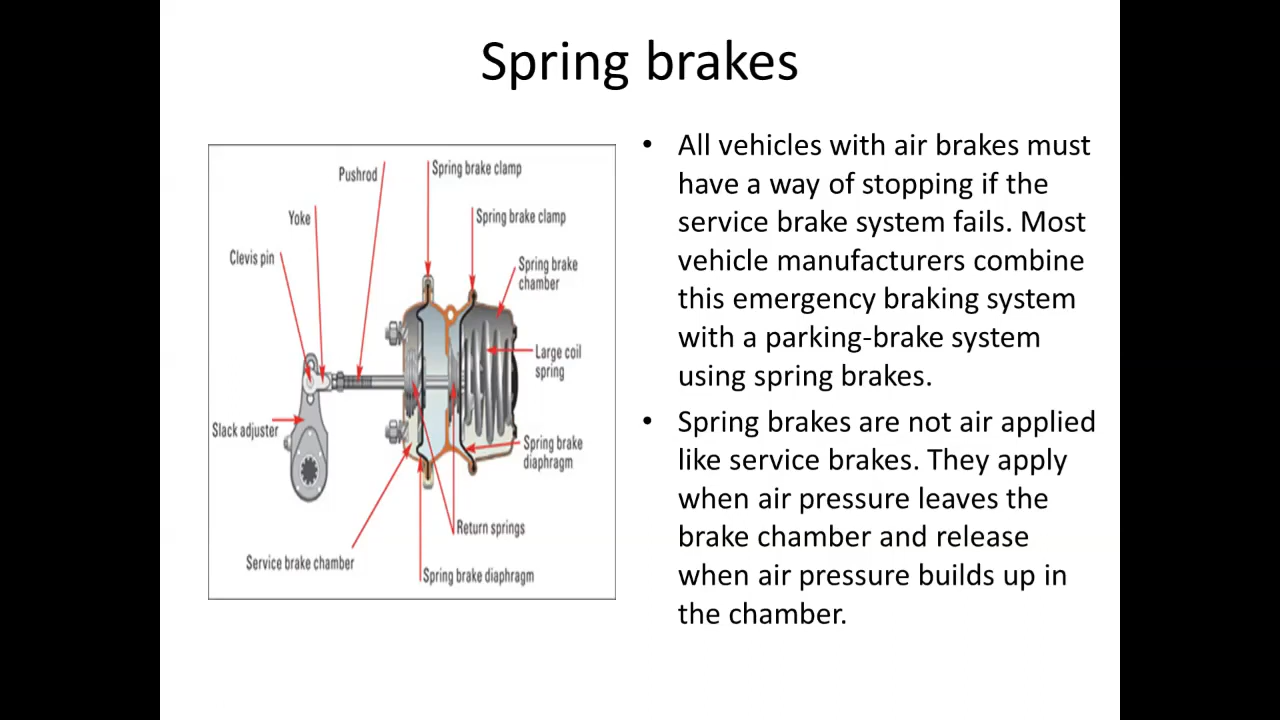 Spring brakes
Pushrod
Spring brake clamp
Yoke
Spring brake clamp
Clevis pin
Spring brake
chamber
Large coil
spring
Slack adjuster
Spring brake
diaphragm
Return springs
Service brake chamber
Spring brake diaphragm
• All vehicles with air brakes must
have a way of stopping if the
service brake system fails. Most
vehicle manufacturers combine
this emergency braking system
with a parking-brake system
using spring brakes.
• Spring brakes are not air applied
like service brakes. They apply
when air pressure leaves the
brake chamber and release
when air pressure builds up in
the chamber.